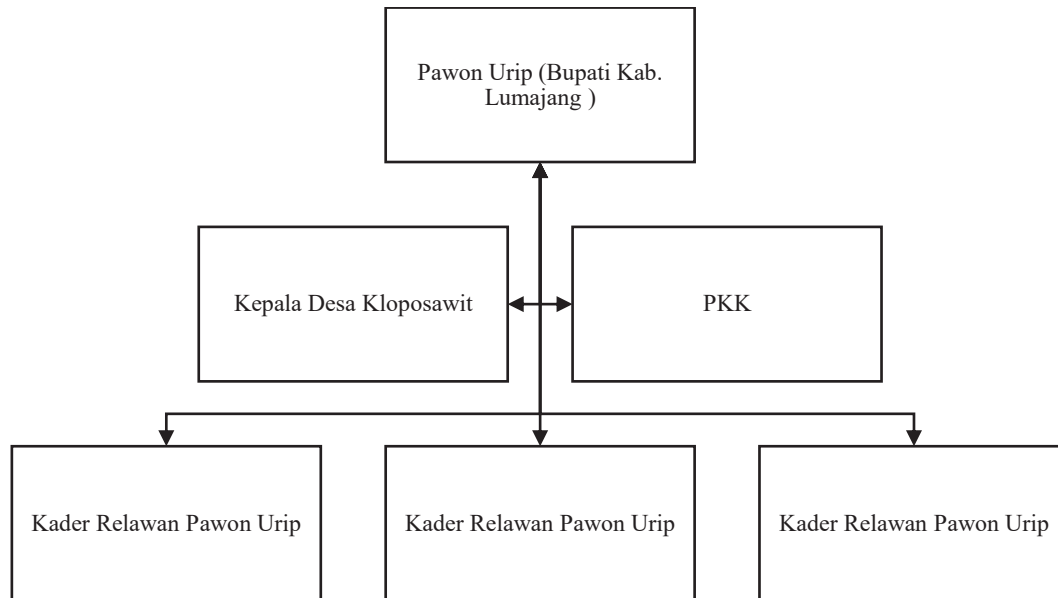 Pawon Urip (Bupati Kab.
Lumajang )
Kepala Desa Kloposawit
PKK
Kader Relawan Pawon Urip
Kader Relawan Pawon Urip
Kader Relawan Pawon Urip